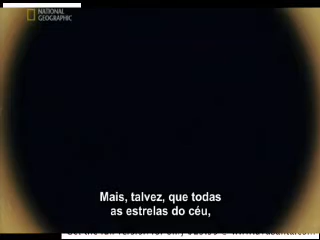 NATIONAL
GEOGRAPHIC
Mais, talvez, que todas
as estrelas do céu,